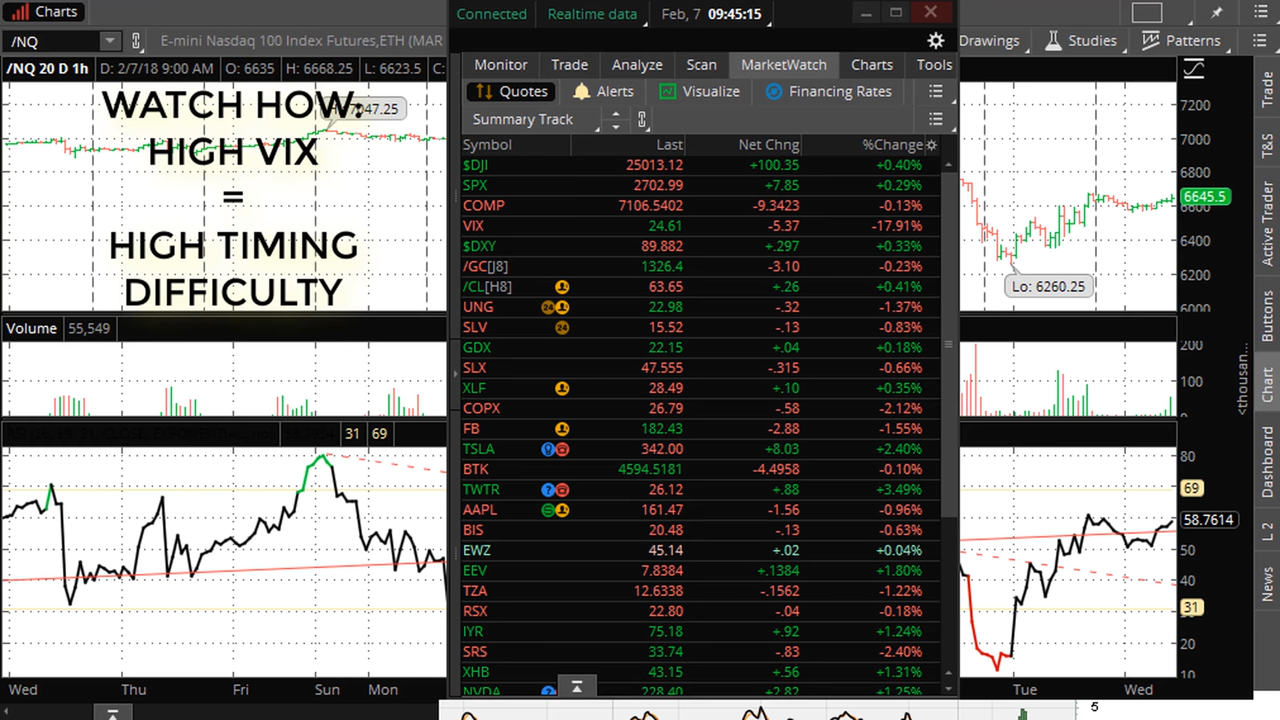 Charts
Connected Realtime data Feb, 7 09:45:15
/NQ E-mini Nasdaq 100 Index Futures,ETH (MAR
Drawings Studies Patterns
/NQ 20 D 1h D: 2/7/18 9:00 AM O: 6635 H: 6668.25 L: 6623.5 C:
Monitor Trade Analyze Scan MarketWatch Charts Tools
Quotes Alerts Visualize Financing Rates
Summary Track
WATCH HOW:
HIGH VIX
=
HIGH TIMING
DIFFICULTY
Symbol Last Net Chng %Change
$DJI 25013.12 +100.35 +0.40%
SPX 2702.99 +7.85 +0.29%
COMP 7106.5402 -9.3423 -0.13%
VIX 24.61 -5.37 -17.91%
$DXY 89.882 +.297 +0.33%
/GC[J8] 1326.4 -3.10 -0.23%
/CL[H8] 63.65 +.26 +0.41%
UNG 22.98 -.32 -1.37%
SLV 15.52 -.13 -0.83%
GDX 22.15 +.04 +0.18%
SLX 47.555 -.315 -0.66%
XLF 28.49 +.10 +0.35%
COPX 26.79 -.58 -2.12%
FB 182.43 -2.88 -1.55%
TSLA 342.00 +8.03 +2.40%
BTK 4594.5181 -4.4958 -0.10%
TWTR 26.12 +.88 +3.49%
AAPL 161.47 -1.56 -0.96%
BIS 20.48 -.13 -0.63%
EWZ 45.14 +.02 +0.04%
EEV 7.8384 +.1384 +1.80%
TZA 12.6338 -.1562 -1.22%
RSX 22.80 -.04 -0.18%
IYR 75.18 +.92 +1.24%
SRS 33.74 -.83 -2.40%
XHB 43.15 +.56 +1.31%
NVDA 228.40 +2.82 +1.25%
Volume 55,549
31 69
Wed Thu Fri Sun Mon
7200
7000
6800
6645.5
6600
6400
6200
6000
Lo: 6260.25
200
100
<thousan...
80
69
58.7614
50
40
31
20
10
Tue Wed
5
Trade
T&S
Active Trader
Buttons
Chart
Dashboard
L 2
News